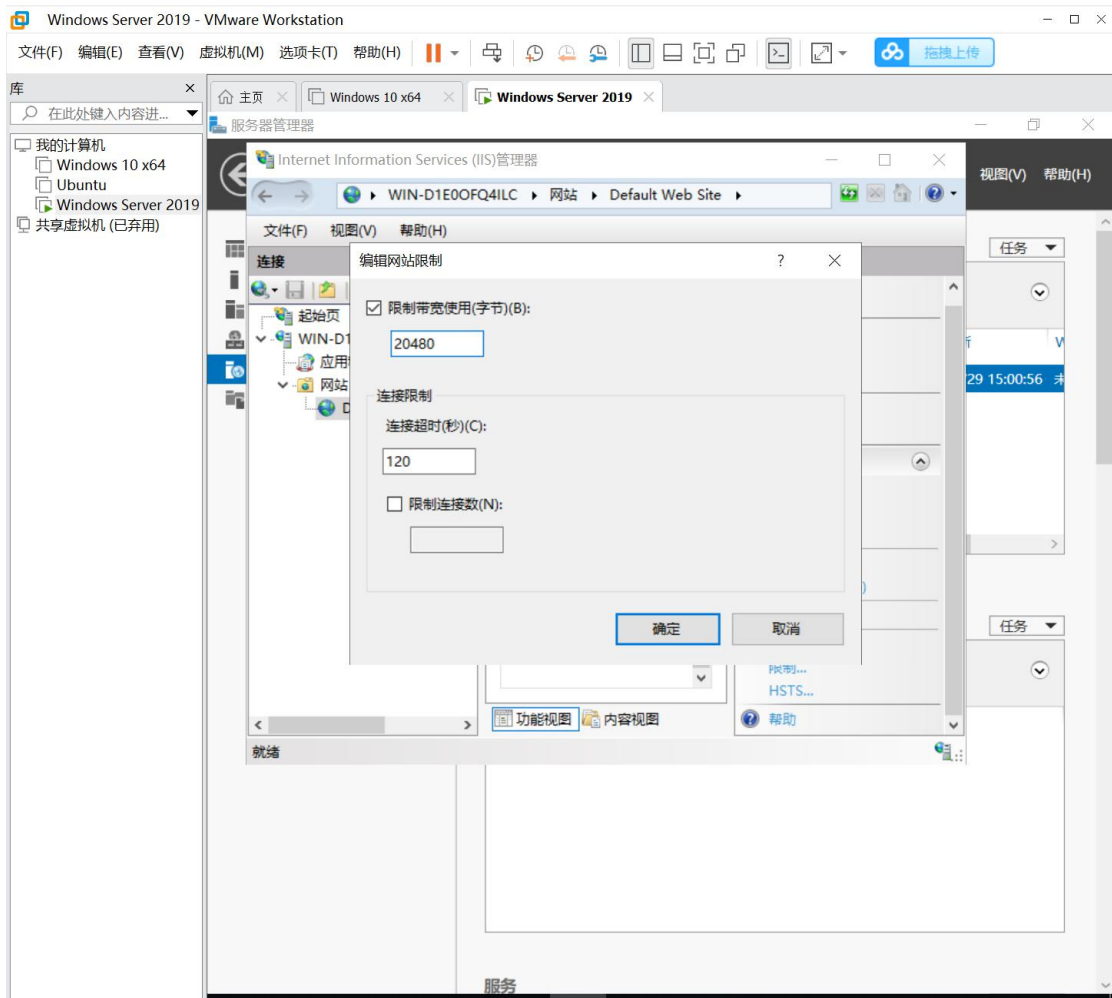 Windows Server 2019 - VMware Workstation
文件(F) 编辑(E) 查看(V) 虚拟机(M) 选项卡(T) 帮助(H) 拖拽上传
库
在此处键入内容进...
主页 Windows 10 x64 Windows Server 2019
服务器管理器
我的计算机
Windows 10 x64
Ubuntu
Windows Server 2019
共享虚拟机 (已弃用)
视图(V) 帮助(H)
Internet Information Services (IIS)管理器
WIN-D1E0OFQ4ILC 网站 Default Web Site
文件(F) 视图(V) 帮助(H)
连接
起始页
WIN-D1
应用
网站
D
编辑网站限制
限制带宽使用(字节)(B):
20480
连接限制
连接超时(秒)(C):
120
限制连接数(N):
确定 取消
限制...
HSTS...
功能视图 内容视图 帮助
就绪
任务
29 15:00:56 未
任务
服务